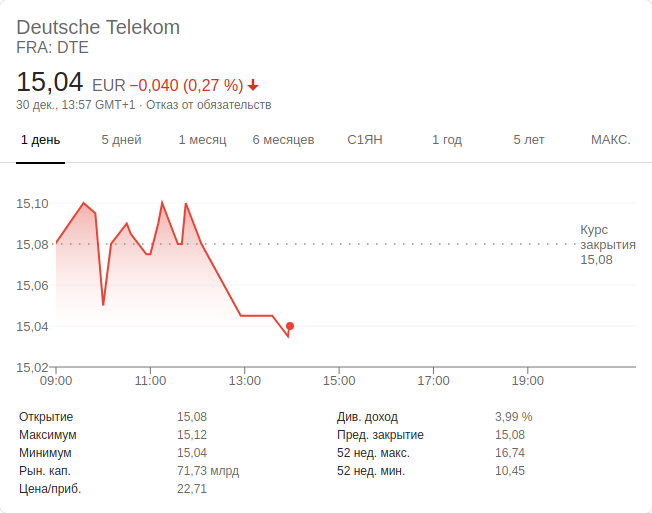 Deutsche Telekom
FRA: DTE
15,04 EUR −0,040 (0,27 %)
30 дек., 13:57 GMT+1 · Отказ от обязательств
1 день 5 дней 1 месяц 6 месяцев С1ЯН 1 год 5 лет МАКС.
15,10
15,08
15,06
15,04
15,02
Курс
закрытия
15,08
09:00 11:00 13:00 15:00 17:00 19:00
Открытие 15,08 Див. доход 3,99 %
Максимум 15,12 Пред. закрытие 15,08
Минимум 15,04 52 нед. макс. 16,74
Рын. кап. 71,73 млрд 52 нед. мин. 10,45
Цена/приб. 22,71